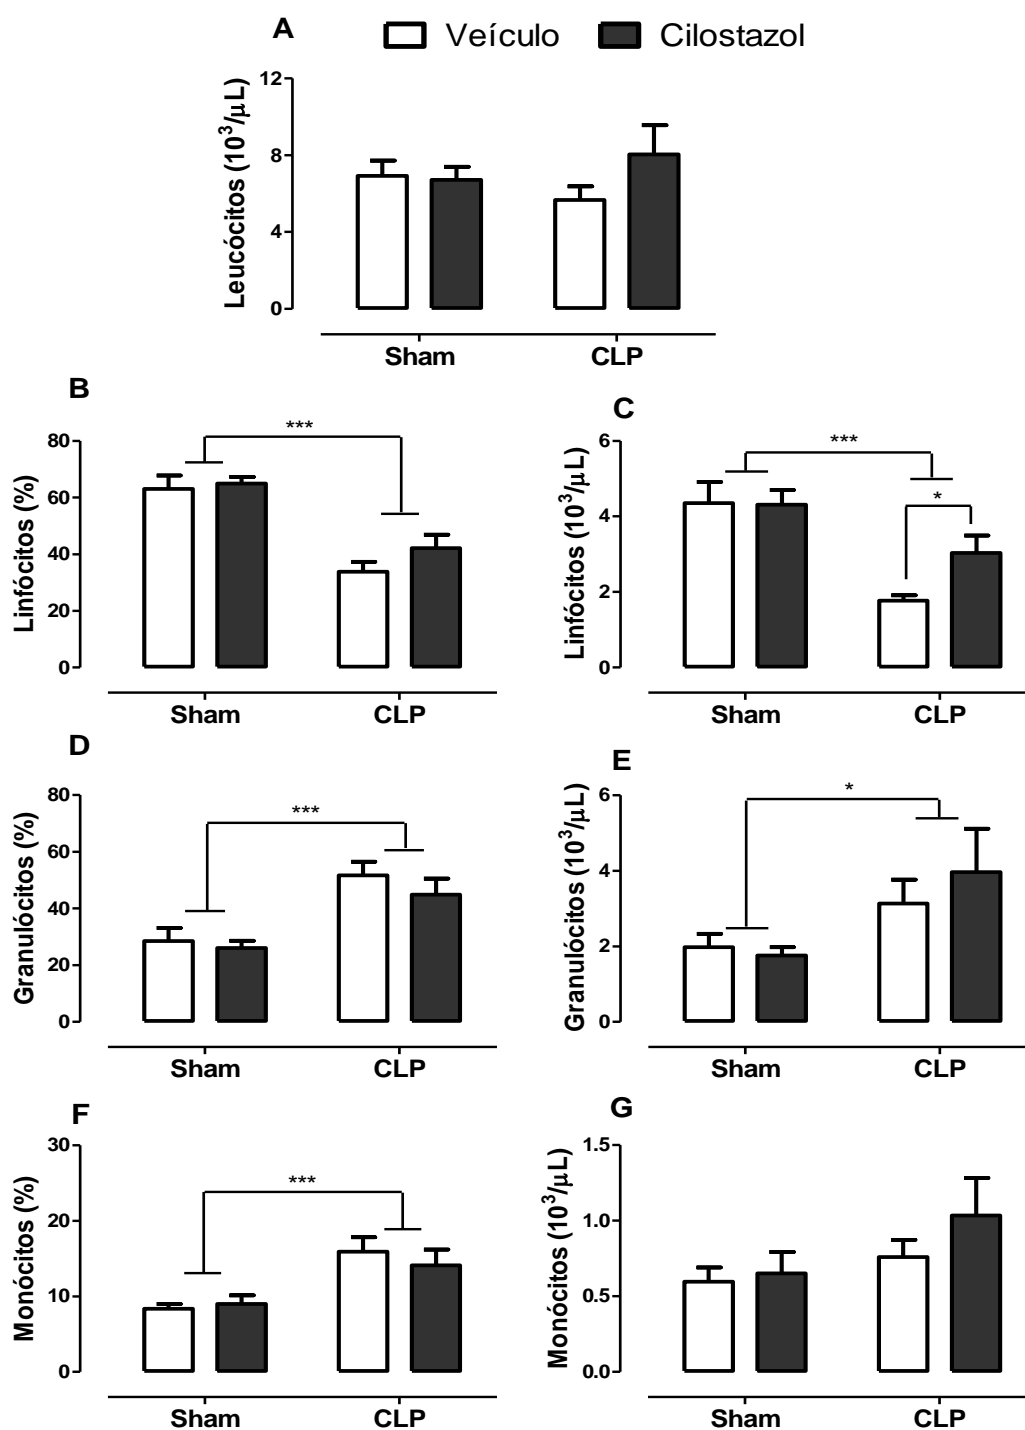 A
Veículo
Cilostazol
Leucócitos (10³/μL)
12
8
4
0
Sham
CLP
B
Linfócitos (%)
80
60
40
20
0
***
Sham
CLP
C
Linfócitos (10³/μL)
6
4
2
0
***
*
Sham
CLP
D
Granulócitos (%)
80
60
40
20
0
***
Sham
CLP
E
Granulócitos (10³/μL)
6
4
2
0
*
Sham
CLP
F
Monócitos (%)
30
20
10
0
***
Sham
CLP
G
Monócitos (10³/μL)
1.5
1.0
0.5
0.0
Sham
CLP